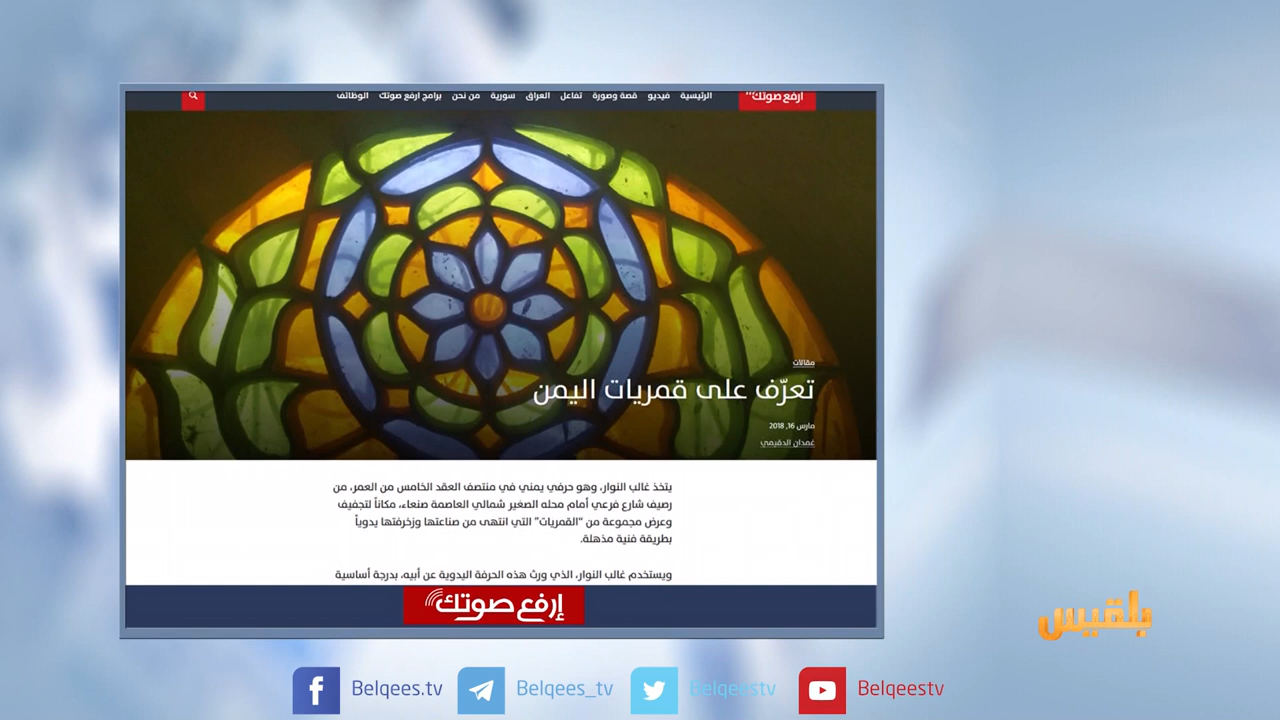 الرئيسية فيديو قصة وصورة تفاعل العراق سورية من نحن برامج ارفع صوتك الوظائف
ارفع صوتك
مقالات
تعرّف على قمريات اليمن
مارس 16, 2018
غمدان الدقيمي
يتخذ غالب النوار، وهو حرفي يمني في منتصف العقد الخامس من العمر، من
رصيف شارع فرعي أمام محله الصغير شمالي العاصمة صنعاء، مكاناً لتجفيف
وعرض مجموعة من "القمريات" التي انتهى من صناعتها وزخرفتها يدوياً
بطريقة فنية مذهلة.
ويستخدم غالب النوار، الذي ورث هذه الحرفة اليدوية عن أبيه، بدرجة أساسية
إرفع صوتك
بلقيس
Belqees.tv
Belqees_tv
Belqeestv
Belqeestv